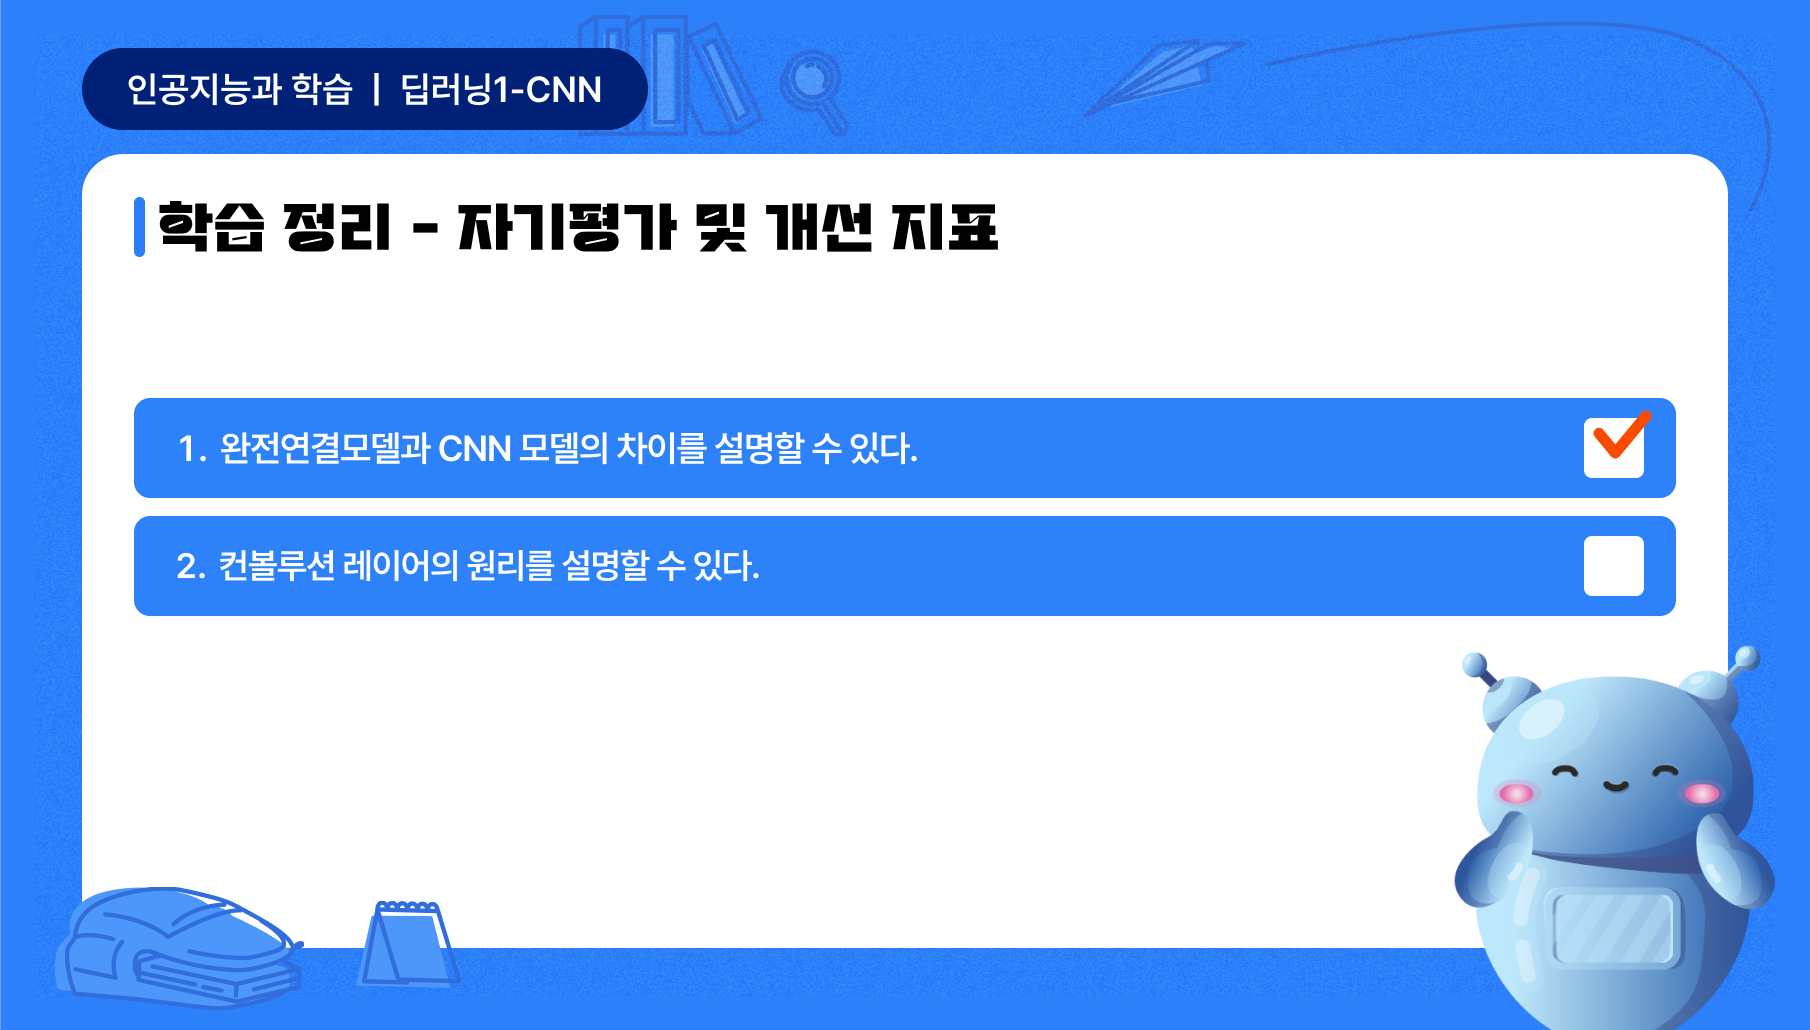 인공지능과 학습 | 딥러닝1-CNN
학습 정리 - 자기평가 및 개선 지표
1. 완전연결모델과 CNN 모델의 차이를 설명할 수 있다.
2. 컨볼루션 레이어의 원리를 설명할 수 있다.